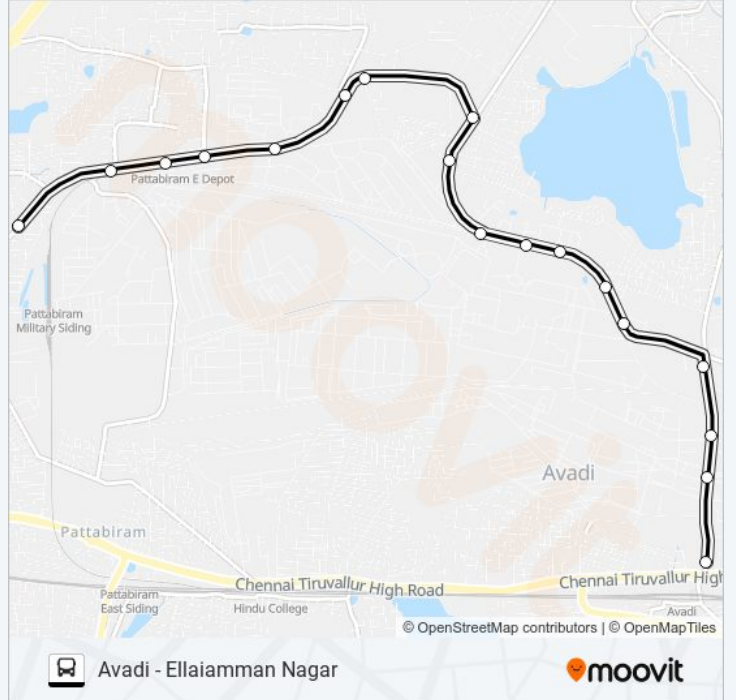 Pattabiram E Depot
Pattabiram
Military Siding
Avadi
Pattabiram
Chennai Tiruvallur High Road
Chennai Tiruvallur High
Pattabiram
East Siding
Hindu College
Avadi
© OpenStreetMap contributors | © OpenMapTiles
Avadi - Ellaiamman Nagar
moovit
moovit